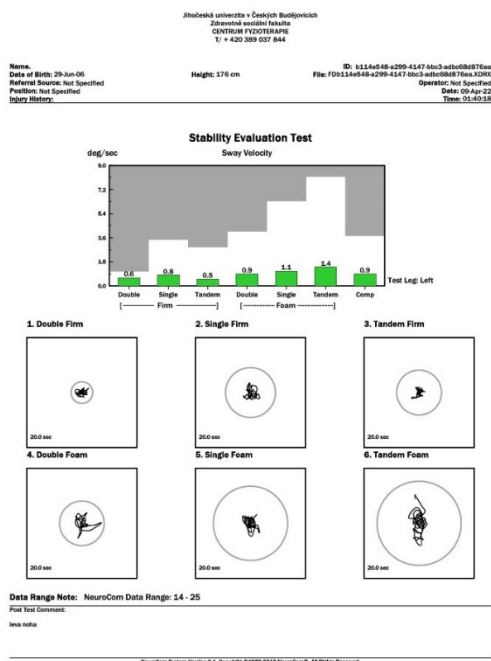 Jihočeská univerzita v Českých Budějovicích
Zdravotně sociální fakulta
CENTRUM FYZIOTERAPIE
T/ + 420 389 037 844
Name.
Date of Birth: 29-Jun-06
Referral Source: Not Specified
Position: Not Specified
Injury History:
Height: 176 cm
ID: b114e548-a299-4147-bbc3-adbc68d876ea
File: FDb114e548-a299-4147-bbc3-adbc68d876ea.XDRX
Operator: Not Specified
Date: 09-Apr-22
Time: 01:40:18
Stability Evaluation Test
deg/sec
Sway Velocity
9.0
7.2
5.4
3.6
1.8
0.0
0.6 0.8 0.5 0.9 1.1 1.4 0.9
Test Leg: Left
Double Single Tandem Double Single Tandem Comp
[-------- Firm --------] [------------Foam-------------]
1. Double Firm
2. Single Firm
3. Tandem Firm
20.0 sec
20.0 sec
20.0 sec
4. Double Foam
5. Single Foam
6. Tandem Foam
20.0 sec
20.0 sec
20.0 sec
Data Range Note: NeuroCom Data Range: 14 - 25
Post Test Comment:
leva noha